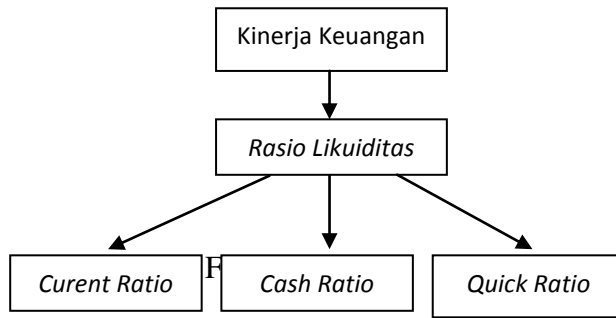 Kinerja Keuangan
Rasio Likuiditas
Curent Ratio
F
Cash Ratio
Quick Ratio